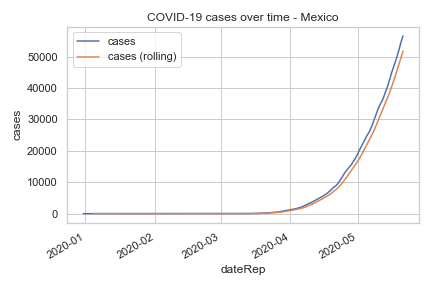 COVID-19 cases over time - Mexico
cases
cases (rolling)
50000
40000
30000
20000
10000
0
cases
2020-01
2020-02
2020-03
2020-04
2020-05
dateRep